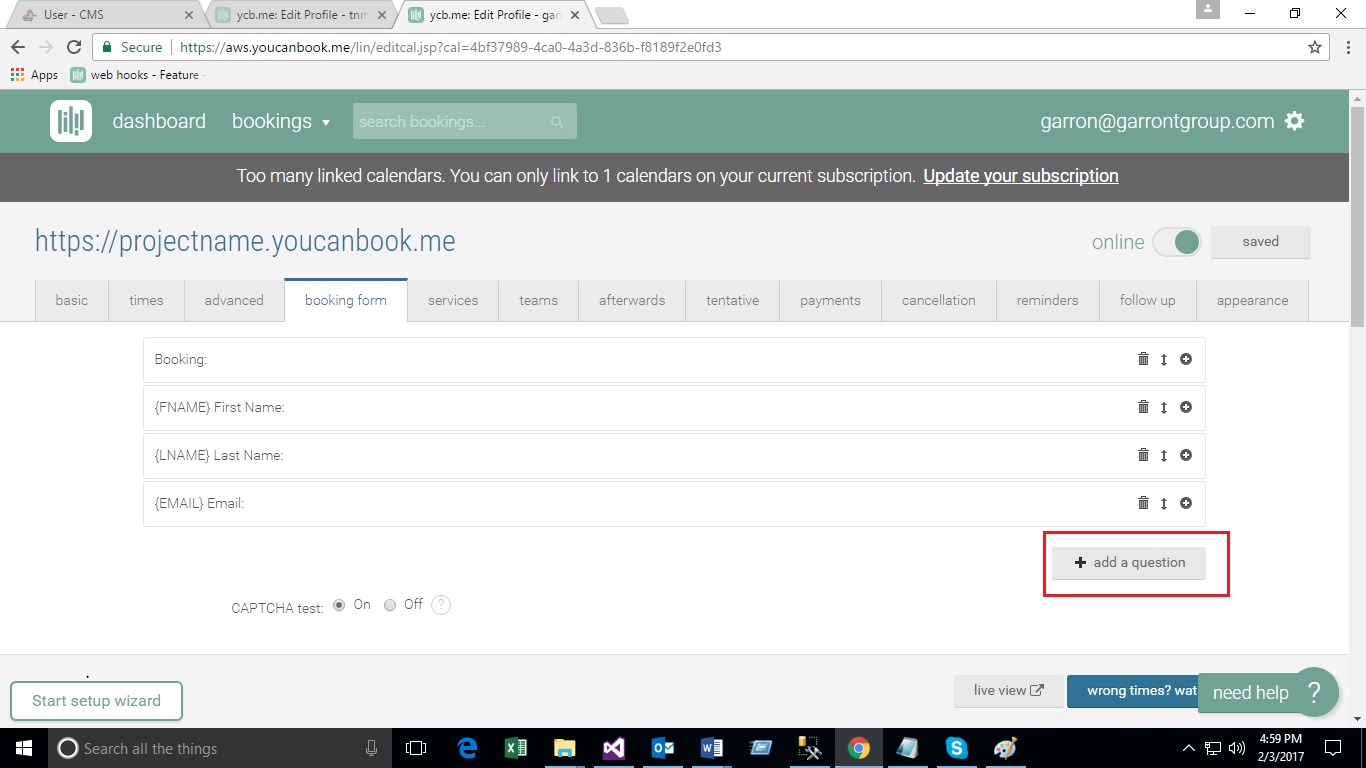 User - CMS
ycb.me: Edit Profile - tnm
ycb.me: Edit Profile - gar
Secure
https://aws.youcanbook.me/lin/editcal.jsp?cal=4bf37989-4ca0-4a3d-836b-f8189f2e0fd3
Apps
web hooks - Feature
dashboard
bookings
search bookings...
garron@garrontgroup.com
Too many linked calendars. You can only link to 1 calendars on your current subscription. Update your subscription
https://projectname.youcanbook.me
online
saved
basic
times
advanced
booking form
services
teams
afterwards
tentative
payments
cancellation
reminders
follow up
appearance
Booking:
{FNAME} First Name:
{LNAME} Last Name:
{EMAIL} Email:
+ add a question
CAPTCHA test:
On
Off
?
Start setup wizard
live view
wrong times? wat
need help
?
Search all the things
4:59 PM
2/3/2017